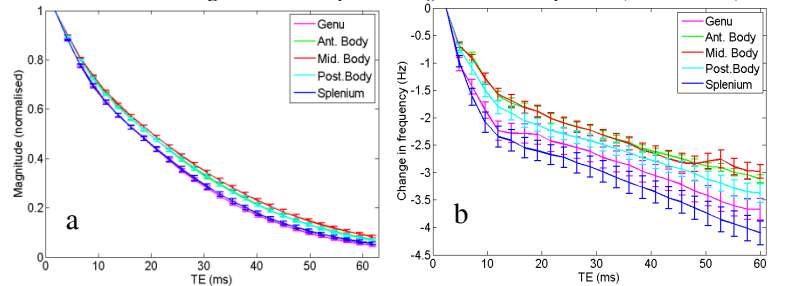 Magnitude (normalised)
1
0.8
0.6
0.4
0.2
0
0 10 20 30 40 50 60
TE (ms)
Genu
Ant. Body
Mid. Body
Post.Body
Splenium
a
Change in frequency (Hz)
0
-0.5
-1
-1.5
-2
-2.5
-3
-3.5
-4
-4.5
0 10 20 30 40 50 60
TE (ms)
Genu
Ant. Body
Mid. Body
Post.Body
Splenium
b